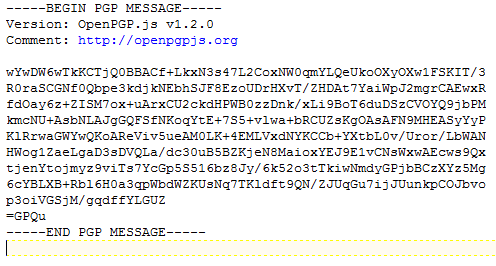 -----BEGIN PGP MESSAGE-----
Version: OpenPGP.js v1.2.0
Comment: http://openpgpjs.org
wYwDW6wTkKCTjQ0BBACf+LkxN3s47L2CoxNW0qmYLQeUkoOXyOXw1FSKIT/3
R0raSCGNf0Qbpe3kdjkNEbhSJF8EzoUDrHXvT/ZHDAt7YaiWpJ2mgrCAEwxR
fdOay6z+ZISM7ox+uArxCU2ckdHPWB0zzDnk/xLi9BoT6duDSzCVOYQ9jbPM
kmcNU+AsbNLAJgGQFSfNKoqYtE+7S5+vlwa+bRCUZsKgOAsAFN9MHEASyYyP
KlRrwaGWYwQKoAReViv5ueAM0LK+4EMLVxdNYKCCb+YXtbL0v/Uror/LbWAN
HWog1ZaeLgaD3sDVQLa/dc30uB5BZKjeN8MaioxYEJ9E1vCNsWxwAEcws9Qx
tjenYtojmyz9viTs7YcGp5S516bz8Jy/6k52o3tTkiwNmdyGPjbBCzXYz5Mg
6cYBLXB+Rbl6H0a3qpWbdWZKUsNq7TKldft9QN/ZJUqGu7ijJUunkpCOJbvo
p3oiVGSjM/gqdffYLGUZ
=GPQu
-----END PGP MESSAGE-----